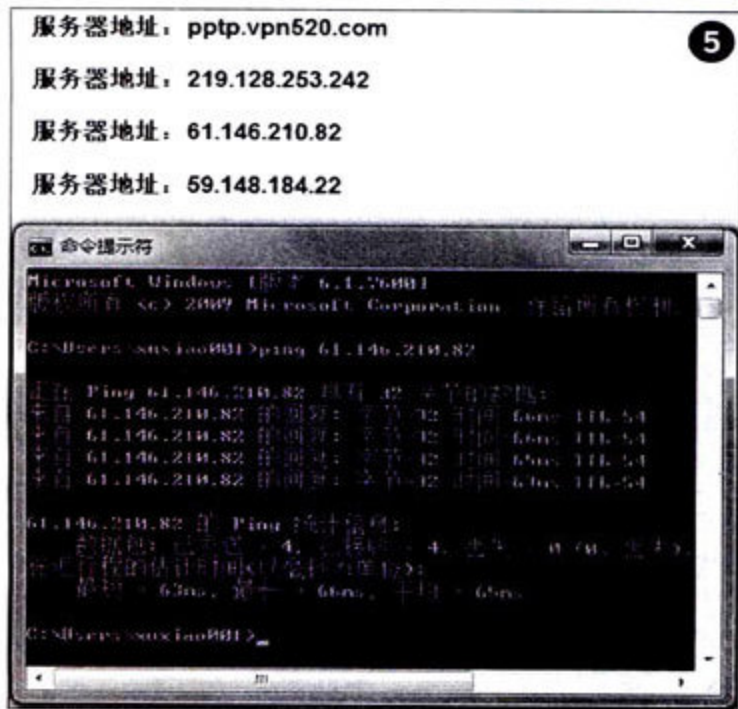 服务器地址：pptp.vpn520.com
5
服务器地址：219.128.253.242
服务器地址：61.146.210.82
服务器地址：59.148.184.22
命令提示符
Microsoft Windows [版本 6.1.7600]
版权所有 <c> 2009 Microsoft Corporation。保留所有权利。
C:\Users\xuxiao001>ping 61.146.210.82
正在 Ping 61.146.210.82 具有 32 字节的数据:
来自 61.146.210.82 的回复: 字节=32 时间=66ms TTL=54
来自 61.146.210.82 的回复: 字节=32 时间 TTL=54
来自 61.146.210.82 的回复: 字节=32 时间 TTL=54
来自 61.146.210.82 的回复: 字节=32 时间=63ms TTL=54
61.146.210.82 的 Ping 统计信息:
数据包: 已发送 = 4，已接收 = 4，丢失 = 0 (0% 丢失)，
往返行程的估计时间(以毫秒为单位):
最短 = 63ms，最长 = 66ms，平均 = 65ms
C:\Users\xuxiao001>_